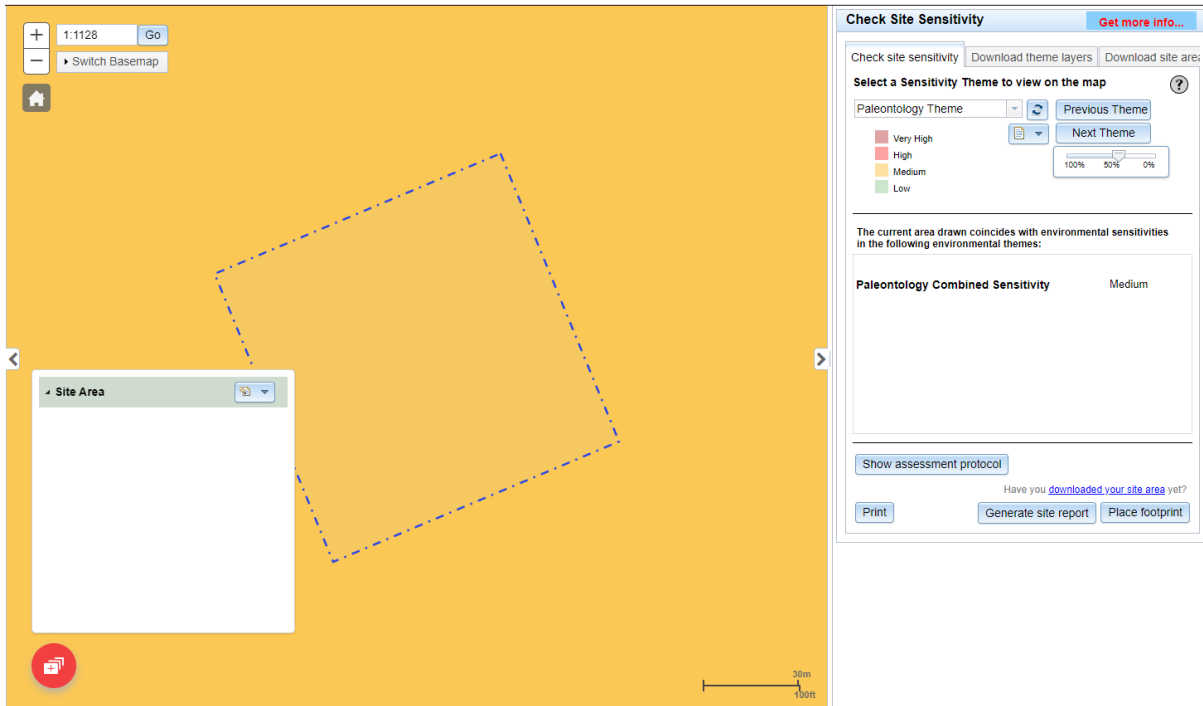 1:1128
Go
Switch Basemap
Site Area
30m
100ft
Check Site Sensitivity
Get more info...
Check site sensitivity
Download theme layers
Download site area
Select a Sensitivity Theme to view on the map
?
Paleontology Theme
Previous Theme
Next Theme
Very High
High
Medium
Low
100% 50% 0%
The current area drawn coincides with environmental sensitivities
in the following environmental themes:
Paleontology Combined Sensitivity Medium
Show assessment protocol
Have you downloaded your site area yet?
Print
Generate site report
Place footprint